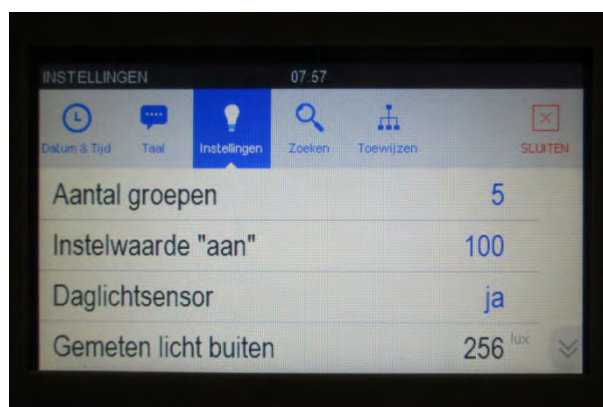 INSTELLINGEN 07:57
Datum & Tijd Taal Instellingen Zoeken Toewijzen SLUITEN
Aantal groepen 5
Instelwaarde "aan" 100
Daglichtsensor ja
Gemeten licht buiten 256 lux